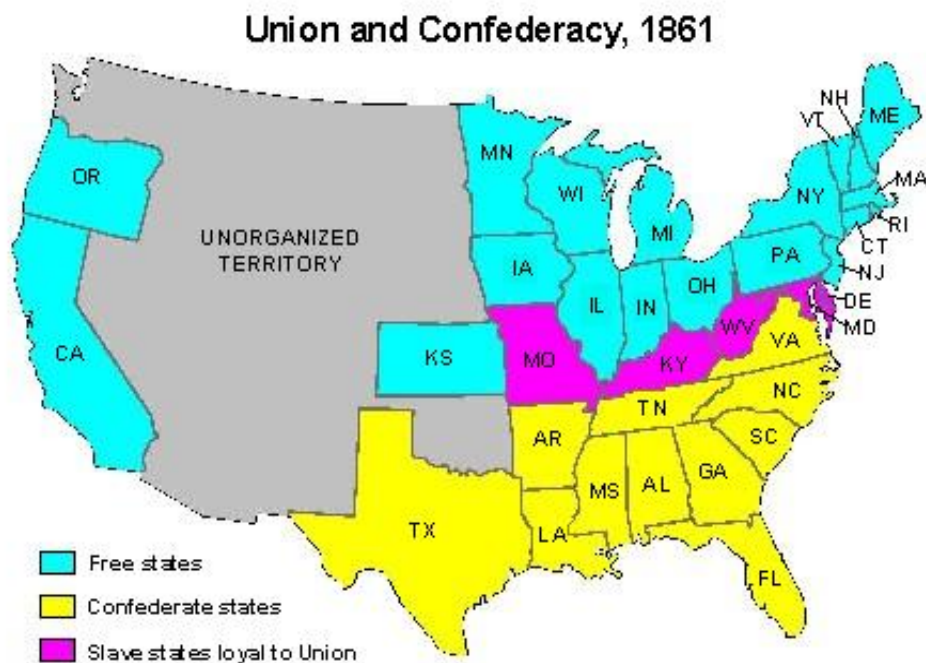 Union and Confederacy, 1861
NH
VT
ME
MN
OR
WI
NY
MA
MI
RI
UNORGANIZED
TERRITORY
CT
PA
IA
NJ
OH
IL
IN
DE
WV
MD
CA
KS
MO
KY
VA
NC
TN
AR
SC
MS
AL
GA
TX
LA
Free states
FL
Confederate states
Slave states loyal to Union